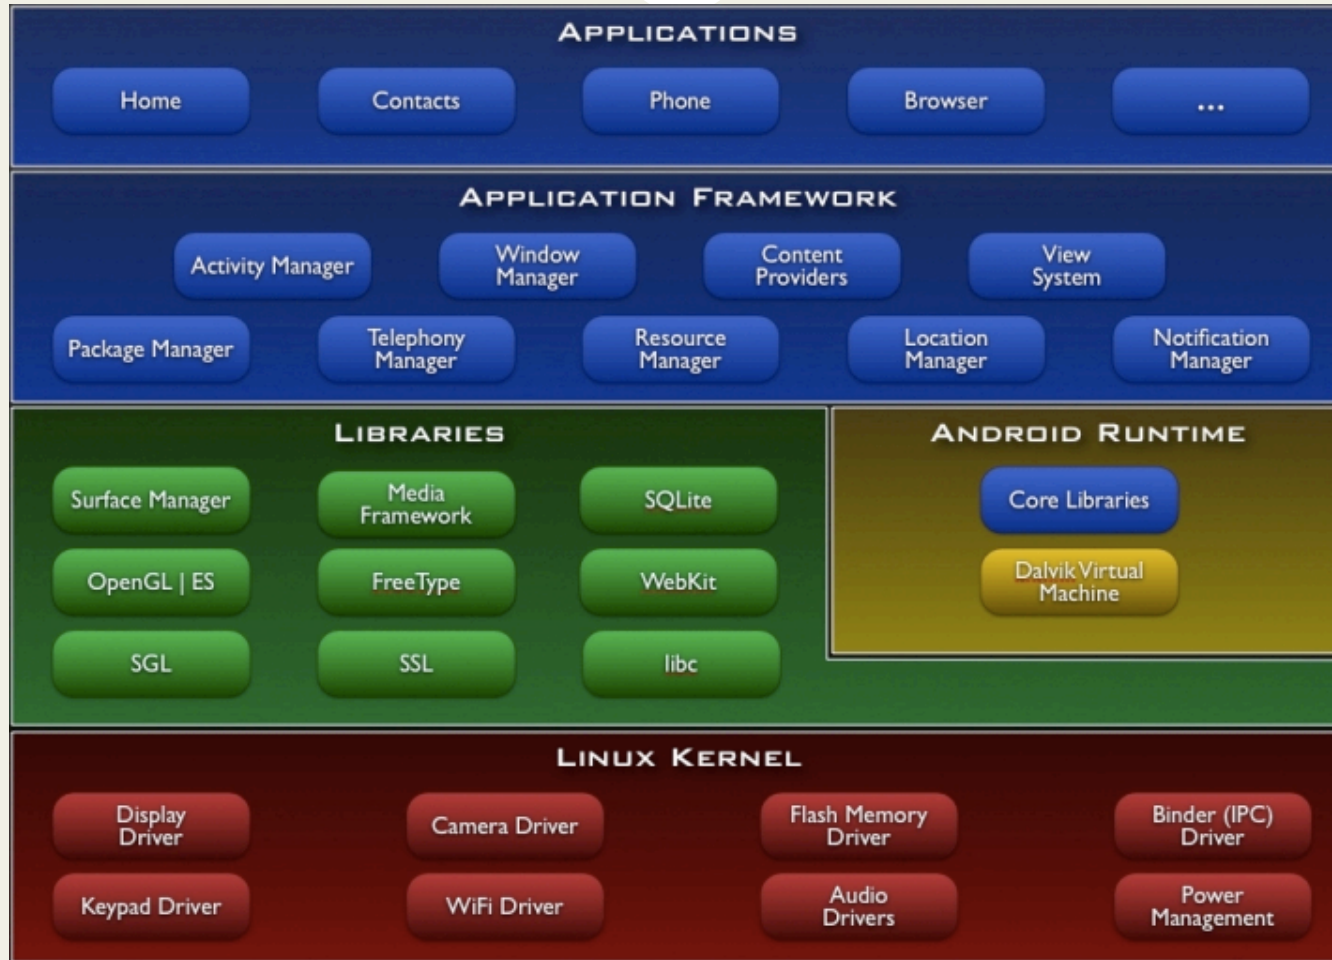 APPLICATIONS
Home
Contacts
Phone
Browser
...
APPLICATION FRAMEWORK
Activity Manager
Window
Manager
Content
Providers
View
System
Package Manager
Telephony
Manager
Resource
Manager
Location
Manager
Notification
Manager
LIBRARIES
Surface Manager
Media
Framework
SQLite
OpenGL | ES
FreeType
WebKit
SGL
SSL
libc
ANDROID RUNTIME
Core Libraries
Dalvik Virtual
Machine
LINUX KERNEL
Display
Driver
Camera Driver
Flash Memory
Driver
Binder (IPC)
Driver
Keypad Driver
WiFi Driver
Audio
Drivers
Power
Management